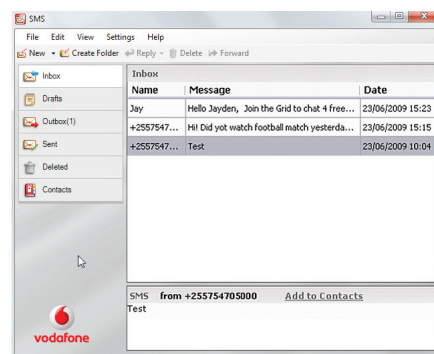 SMS
File Edit View Settings Help
New Create Folder Reply Delete Forward
Inbox
Drafts
Outbox(1)
Sent
Deleted
Contacts
Inbox
Name Message Date
Jay Hello Jayden, Join the Grid to chat 4 free... 23/06/2009 15:23
+2557547... Hi! Did yot watch football match yesterda... 23/06/2009 15:15
+2557547... Test 23/06/2009 10:04
SMS from +255754705000 Add to Contacts
Test
vodafone